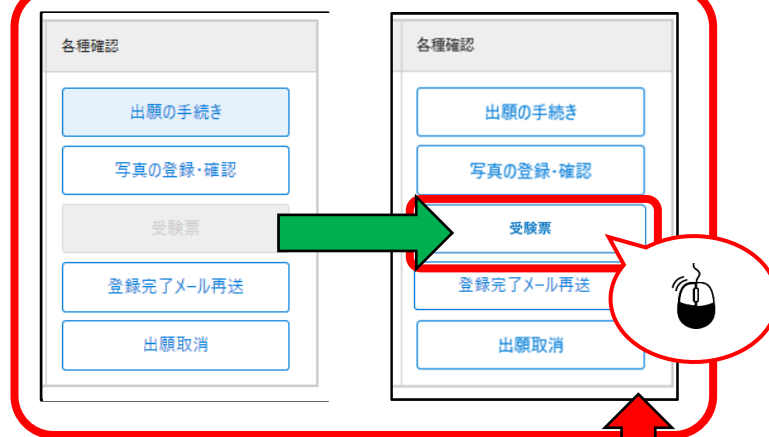 各種確認
出願の手続き
写真の登録・確認
受験票
登録完了メール再送
出願取消
各種確認
出願の手続き
写真の登録・確認
受験票
登録完了メール再送
出願取消